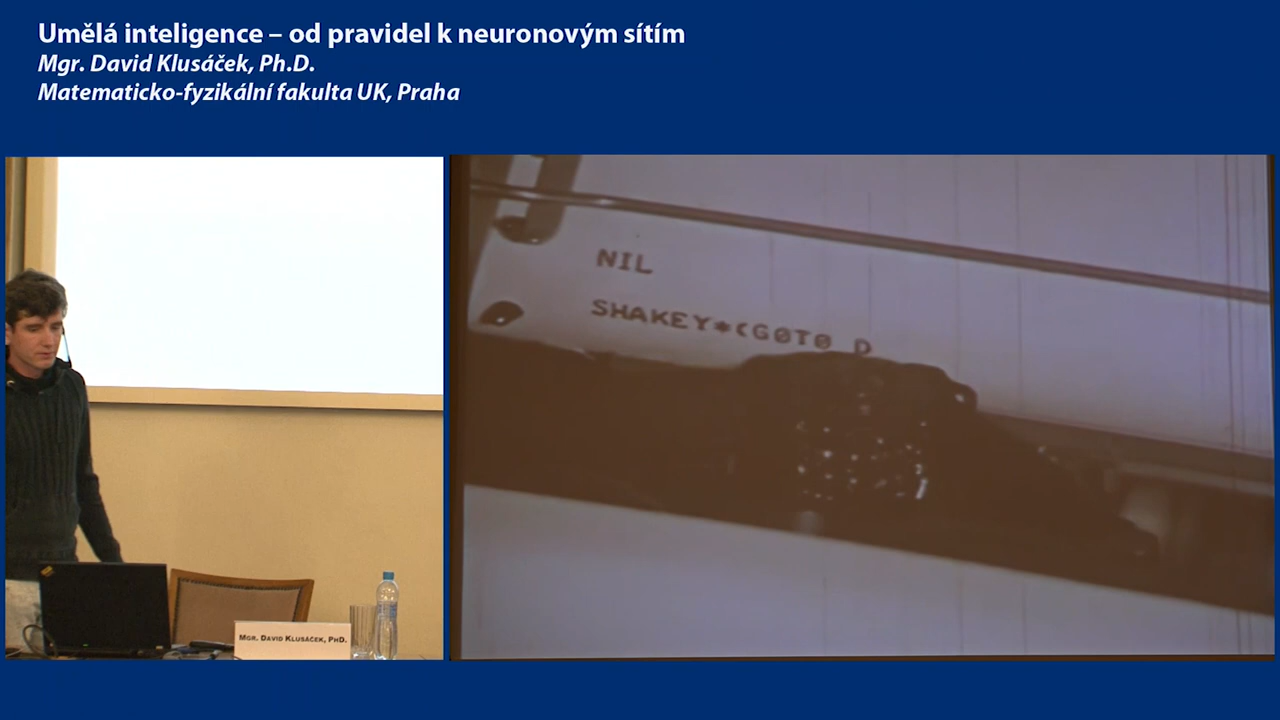 Umělá inteligence – od pravidel k neuronovým sítím
Mgr. David Klusáček, Ph.D.
Matematicko-fyzikální fakulta UK, Praha
NIL
SHAKEY*(GOTO D
MGR. DAVID KLUSÁČEK, PHD.